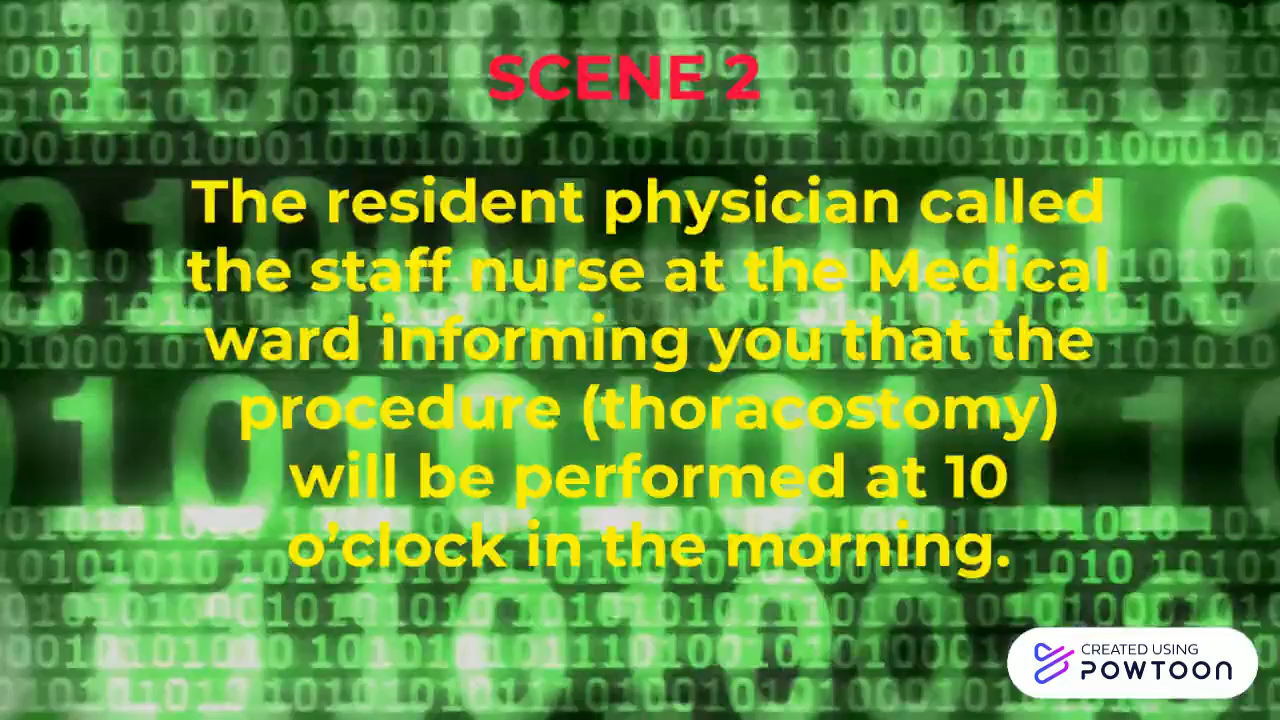 SCENE 2
The resident physician called
the staff nurse at the Medical
ward informing you that the
procedure (thoracostomy)
will be performed at 10
o'clock in the morning.
CREATED USING
POWTOON